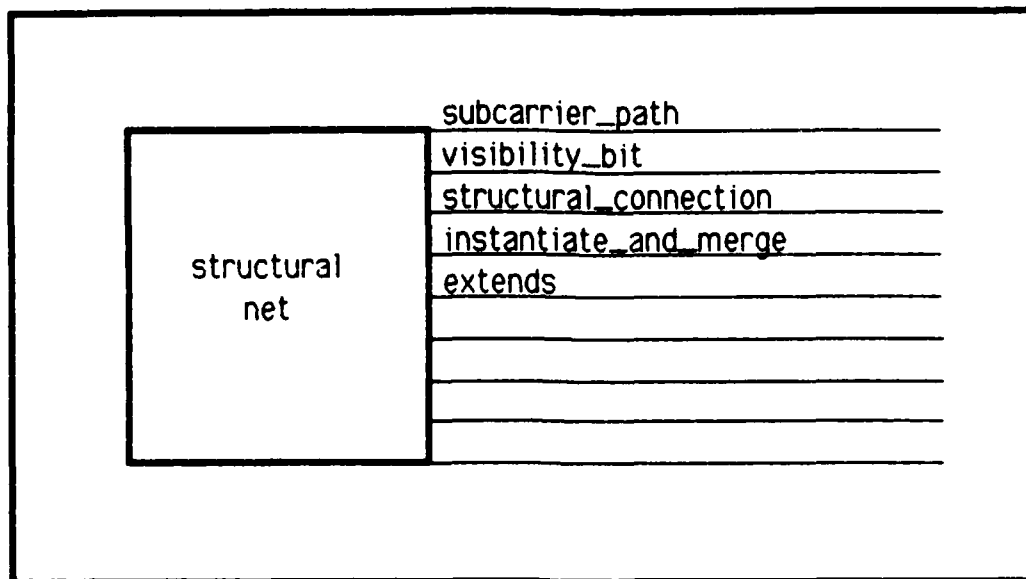 subcarrier_path
visibility_bit
structural_connection
instantiate_and_merge
extends
structural
net